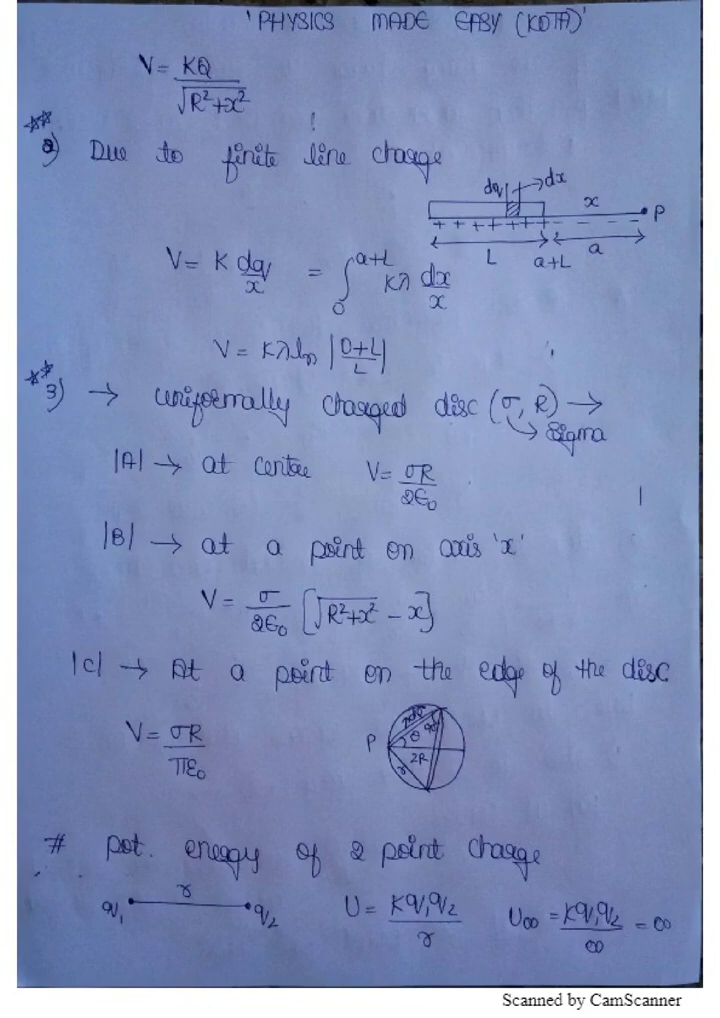 'PHYSICS MADE EASY (KOTA)'
V = KQ / √R²+x²
** 2) Due to finite line charge
dq dx
x
P
+ + + + + + + - - - -
L a+L a
V = K dq/x = ∫₀^(a+L) Kλ dx/x
V = Kλ ln |0+L / L|
** 3) → uniformally charged disc (σ, R) →
→ Sigma
|A| → at centre V = σR / 2ε₀
|B| → at a point on axis 'x'
V = σ / 2ε₀ [√R²+x² - x]
|C| → At a point on the edge of the disc
V = σR / πε₀
P θ 2R r
# pot. energy of 2 point charge
q₁ r q₂ U = Kq₁q₂ / r U∞ = Kq₁q₂ / ∞ = ∞
Scanned by CamScanner